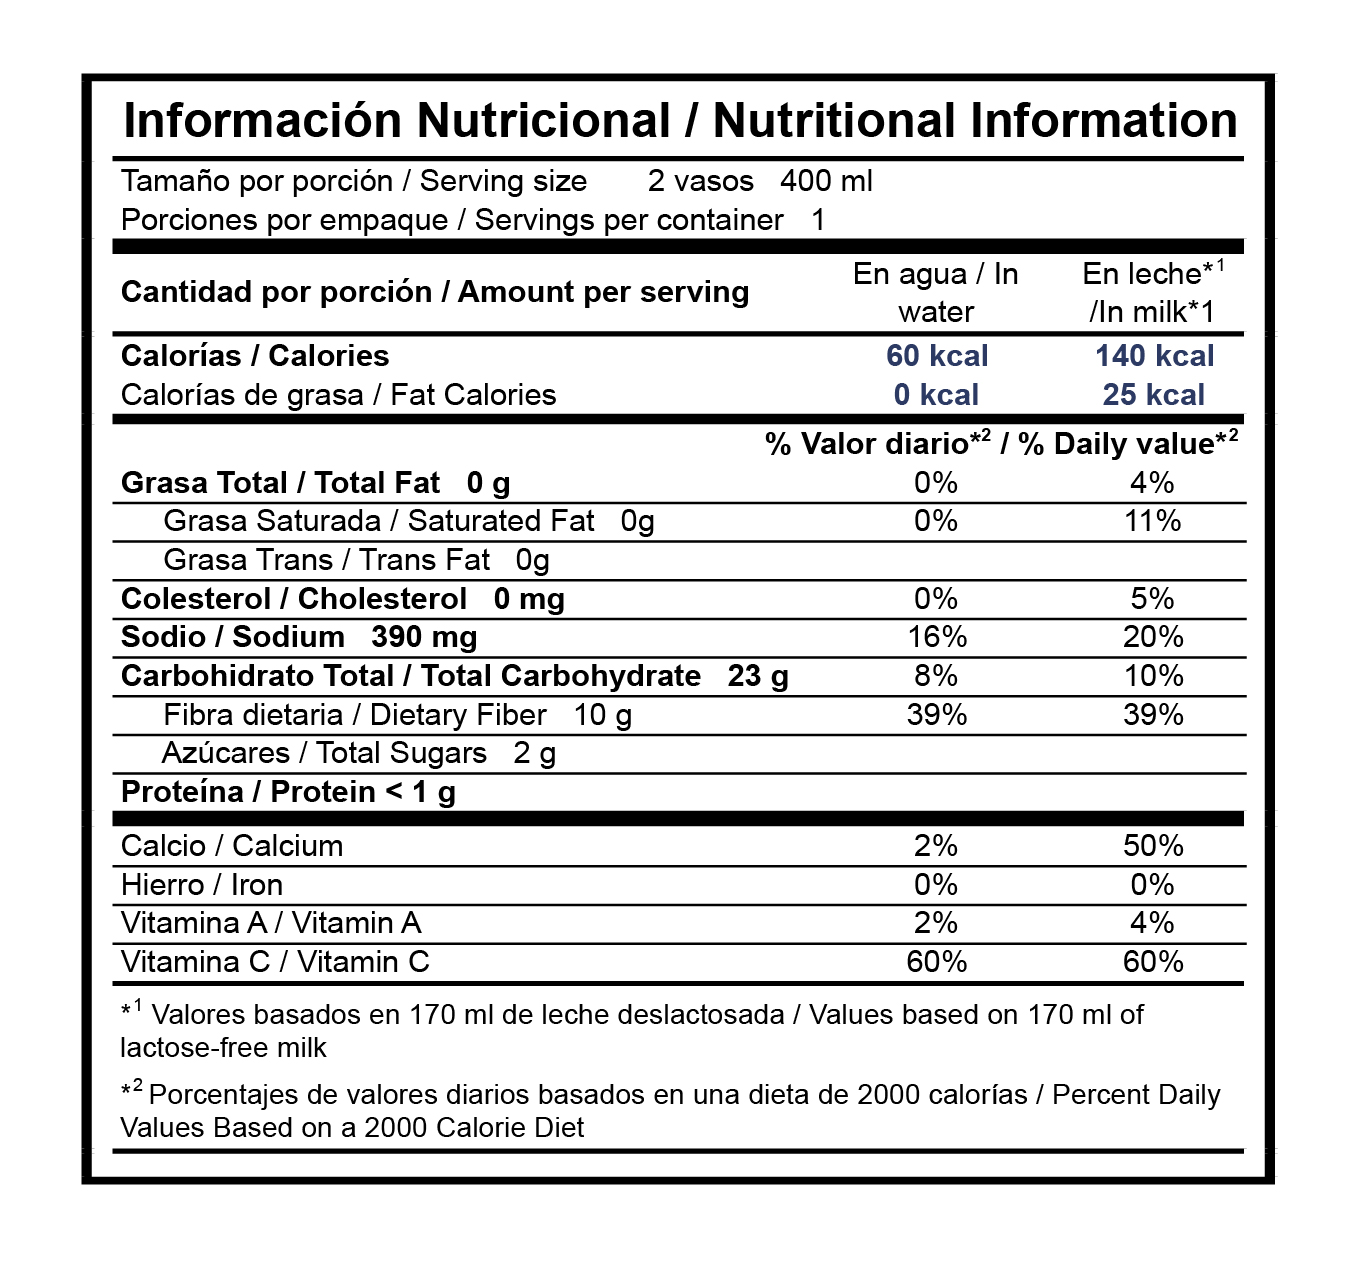 Información Nutricional / Nutritional Information
Tamaño por porción / Serving size 2 vasos 400 ml
Porciones por empaque / Servings per container 1
Cantidad por porción / Amount per serving
En agua / In
water
En leche*¹
/In milk*1
Calorías / Calories 60 kcal 140 kcal
Calorías de grasa / Fat Calories 0 kcal 25 kcal
% Valor diario*² / % Daily value*²
Grasa Total / Total Fat 0 g 0% 4%
Grasa Saturada / Saturated Fat 0g 0% 11%
Grasa Trans / Trans Fat 0g
Colesterol / Cholesterol 0 mg 0% 5%
Sodio / Sodium 390 mg 16% 20%
Carbohidrato Total / Total Carbohydrate 23 g 8% 10%
Fibra dietaria / Dietary Fiber 10 g 39% 39%
Azúcares / Total Sugars 2 g
Proteína / Protein < 1 g
Calcio / Calcium 2% 50%
Hierro / Iron 0% 0%
Vitamina A / Vitamin A 2% 4%
Vitamina C / Vitamin C 60% 60%
*¹ Valores basados en 170 ml de leche deslactosada / Values based on 170 ml of
lactose-free milk
*² Porcentajes de valores diarios basados en una dieta de 2000 calorías / Percent Daily
Values Based on a 2000 Calorie Diet